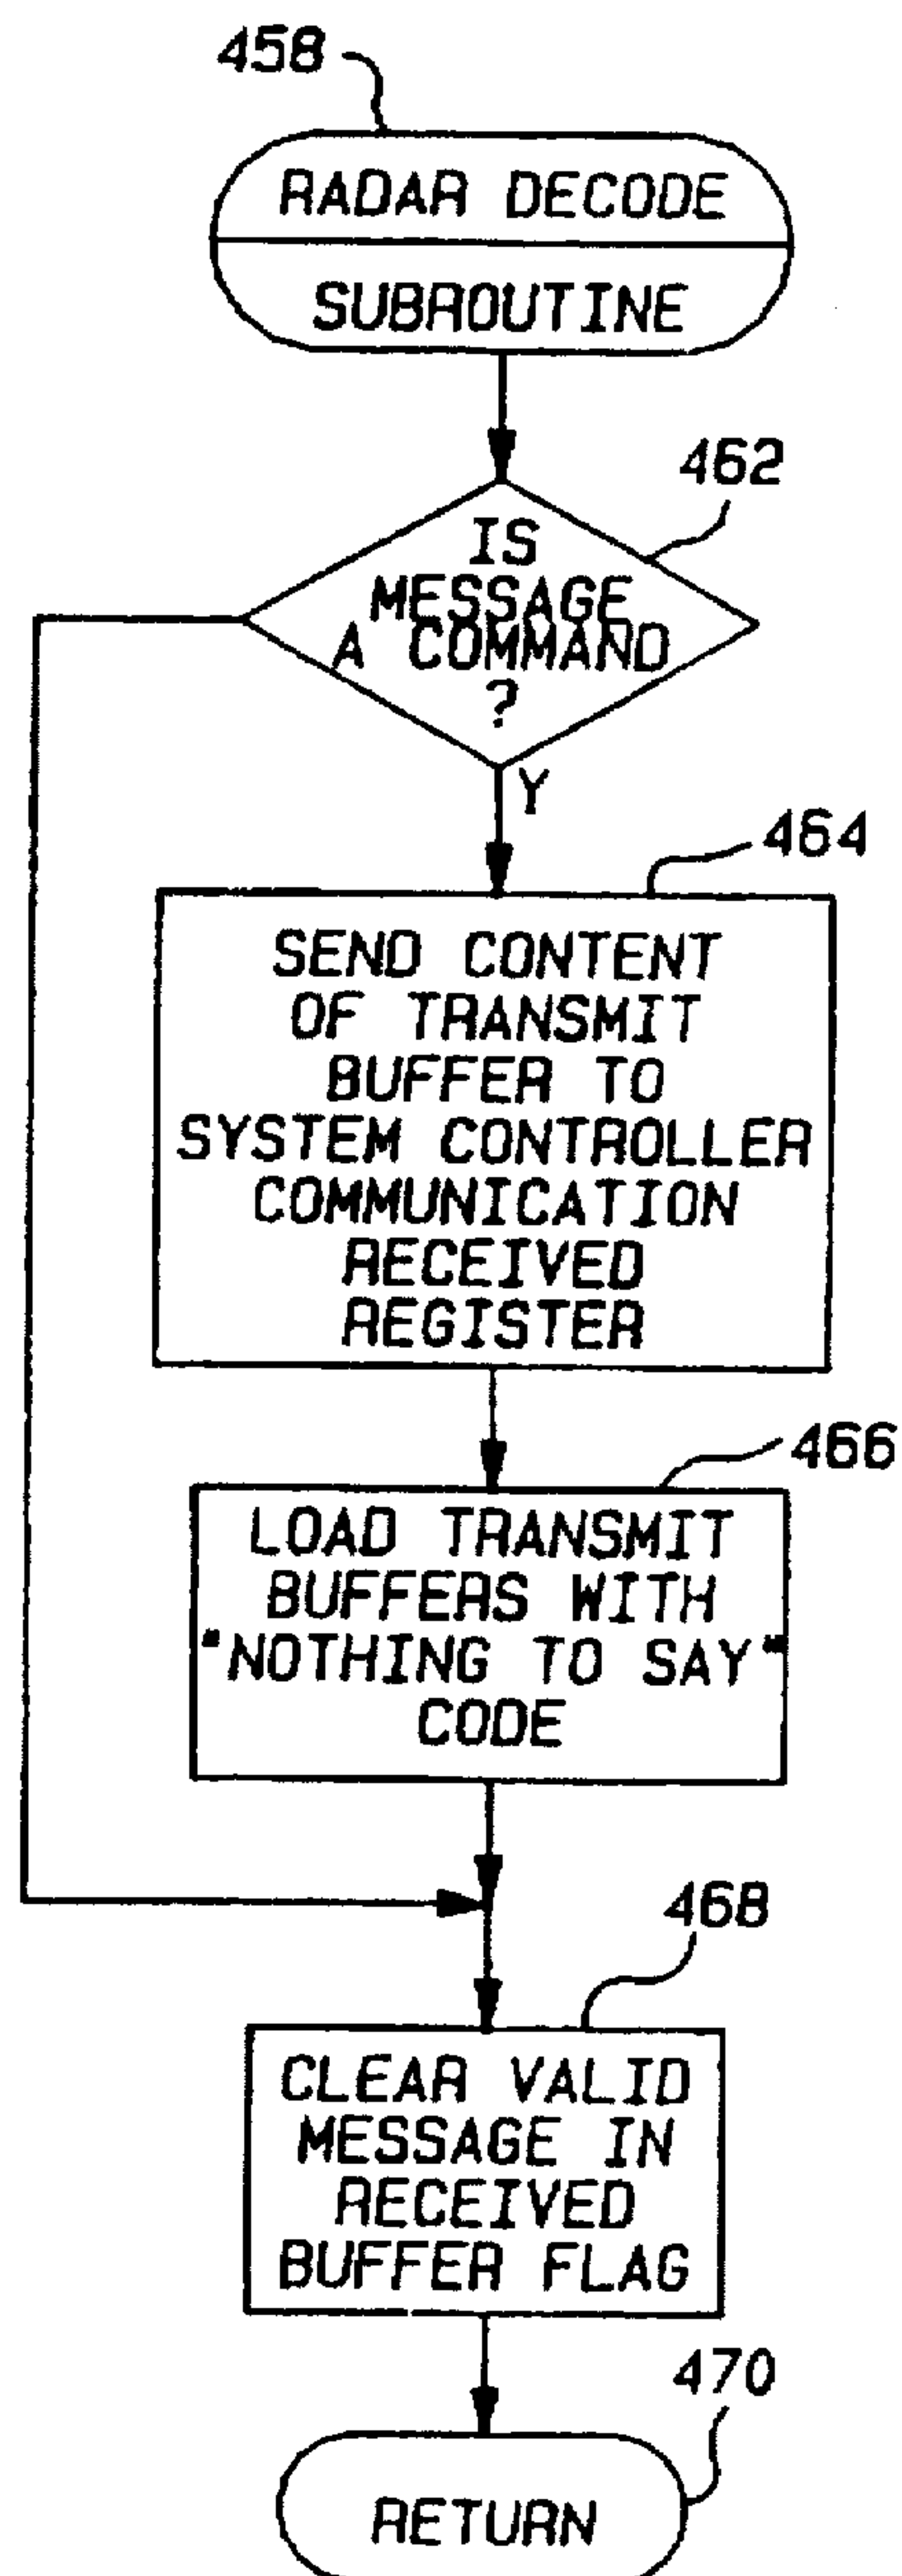 458
RADAR DECODE
SUBROUTINE
462
IS
MESSAGE
A COMMAND
?
Y
464
SEND CONTENT
OF TRANSMIT
BUFFER TO
SYSTEM CONTROLLER
COMMUNICATION
RECEIVED
REGISTER
466
LOAD TRANSMIT
BUFFERS WITH
"NOTHING TO SAY"
CODE
468
CLEAR VALID
MESSAGE IN
RECEIVED
BUFFER FLAG
470
RETURN